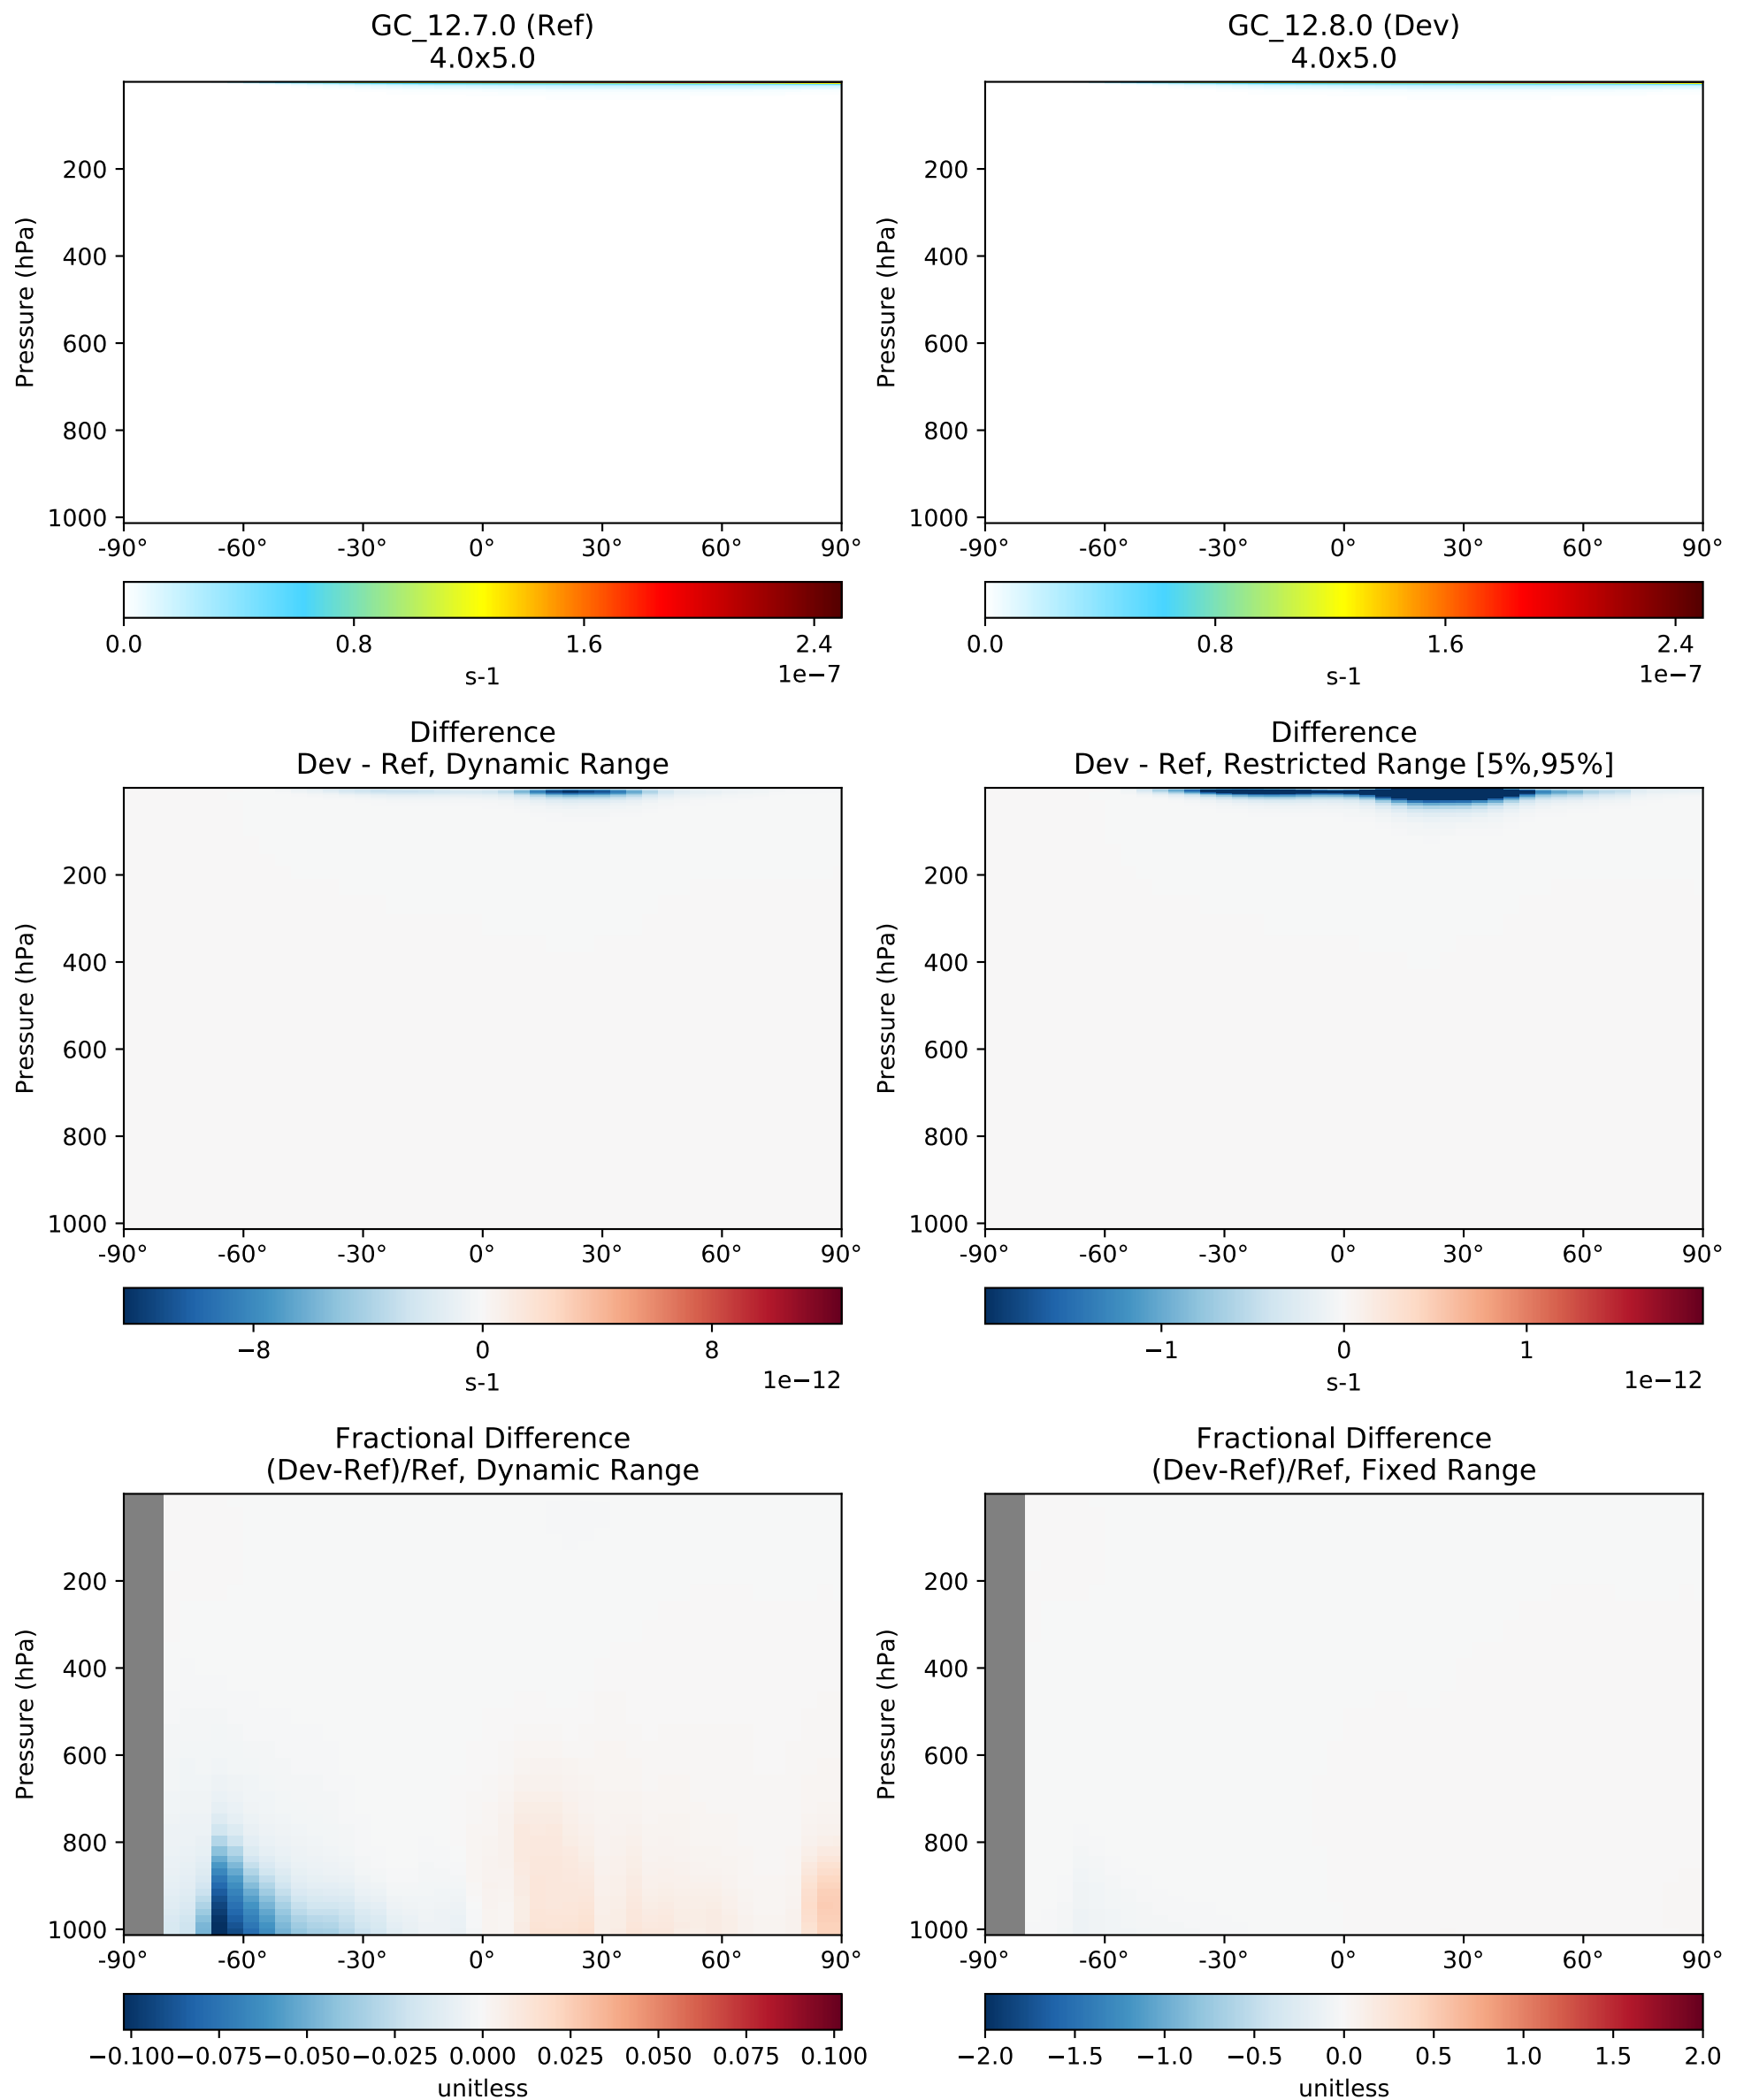 GC_12.7.0 (Ref)
4.0x5.0
200
400
600
800
1000
Pressure (hPa)
-90° -60° -30° 0° 30° 60° 90°
0.0 0.8 1.6 2.4
1e−7
s-1
GC_12.8.0 (Dev)
4.0x5.0
200
400
600
800
1000
Pressure (hPa)
-90° -60° -30° 0° 30° 60° 90°
0.0 0.8 1.6 2.4
1e−7
s-1
Difference
Dev - Ref, Dynamic Range
200
400
600
800
1000
Pressure (hPa)
-90° -60° -30° 0° 30° 60° 90°
−8 0 8
1e−12
s-1
Difference
Dev - Ref, Restricted Range [5%,95%]
200
400
600
800
1000
Pressure (hPa)
-90° -60° -30° 0° 30° 60° 90°
−1 0 1
1e−12
s-1
Fractional Difference
(Dev-Ref)/Ref, Dynamic Range
200
400
600
800
1000
Pressure (hPa)
-90° -60° -30° 0° 30° 60° 90°
−0.100 −0.075 −0.050 −0.025 0.000 0.025 0.050 0.075 0.100
unitless
Fractional Difference
(Dev-Ref)/Ref, Fixed Range
200
400
600
800
1000
Pressure (hPa)
-90° -60° -30° 0° 30° 60° 90°
−2.0 −1.5 −1.0 −0.5 0.0 0.5 1.0 1.5 2.0
unitless